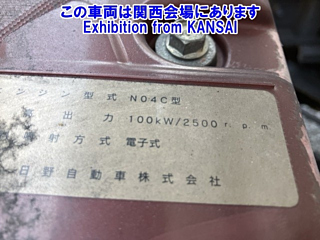 この車両は関西会場にあります
Exhibition from KANSAI
ンジン型式 N04C型
出力 100kW/2500r.p.m
射方式 電子式
日野自動車株式会社